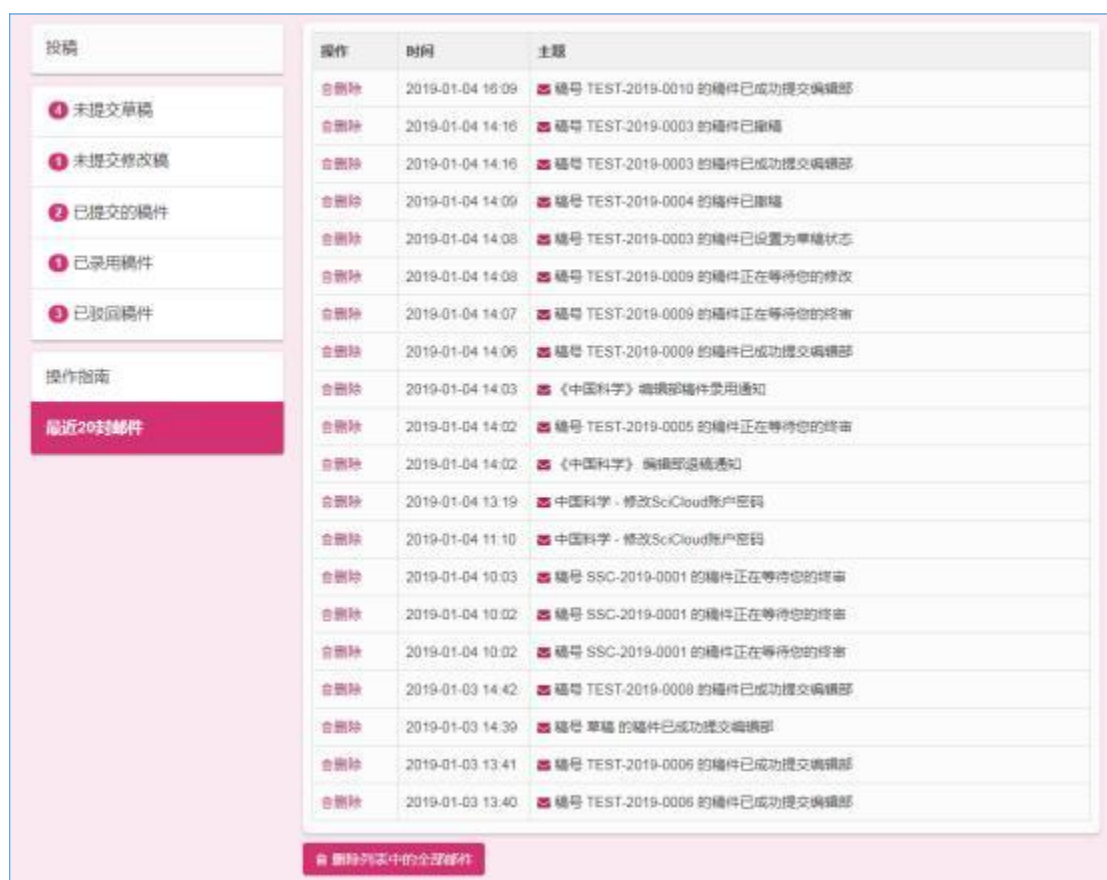 投稿
4 未提交草稿
1 未提交修改稿
2 已提交的稿件
1 已录用稿件
3 已驳回稿件
操作指南
最近20封邮件
操作 时间 主题
删除 2019-01-04 16:09 稿号 TEST-2019-0010 的稿件已成功提交编辑部
删除 2019-01-04 14:16 稿号 TEST-2019-0003 的稿件已撤稿
删除 2019-01-04 14:16 稿号 TEST-2019-0003 的稿件已成功提交编辑部
删除 2019-01-04 14:09 稿号 TEST-2019-0004 的稿件已撤稿
删除 2019-01-04 14:08 稿号 TEST-2019-0003 的稿件已设置为草稿状态
删除 2019-01-04 14:08 稿号 TEST-2019-0009 的稿件正在等待您的修改
删除 2019-01-04 14:07 稿号 TEST-2019-0009 的稿件正在等待您的终审
删除 2019-01-04 14:06 稿号 TEST-2019-0009 的稿件已成功提交编辑部
删除 2019-01-04 14:03 《中国科学》编辑部稿件录用通知
删除 2019-01-04 14:02 稿号 TEST-2019-0005 的稿件正在等待您的终审
删除 2019-01-04 14:02 《中国科学》 编辑部退稿通知
删除 2019-01-04 13:19 中国科学 - 修改SciCloud账户密码
删除 2019-01-04 11:10 中国科学 - 修改SciCloud账户密码
删除 2019-01-04 10:03 稿号 SSC-2019-0001 的稿件正在等待您的终审
删除 2019-01-04 10:02 稿号 SSC-2019-0001 的稿件正在等待您的终审
删除 2019-01-04 10:02 稿号 SSC-2019-0001 的稿件正在等待您的终审
删除 2019-01-03 14:42 稿号 TEST-2019-0008 的稿件已成功提交编辑部
删除 2019-01-03 14:39 稿号 草稿 的稿件已成功提交编辑部
删除 2019-01-03 13:41 稿号 TEST-2019-0006 的稿件已成功提交编辑部
删除 2019-01-03 13:40 稿号 TEST-2019-0006 的稿件已成功提交编辑部
删除列表中的全部邮件